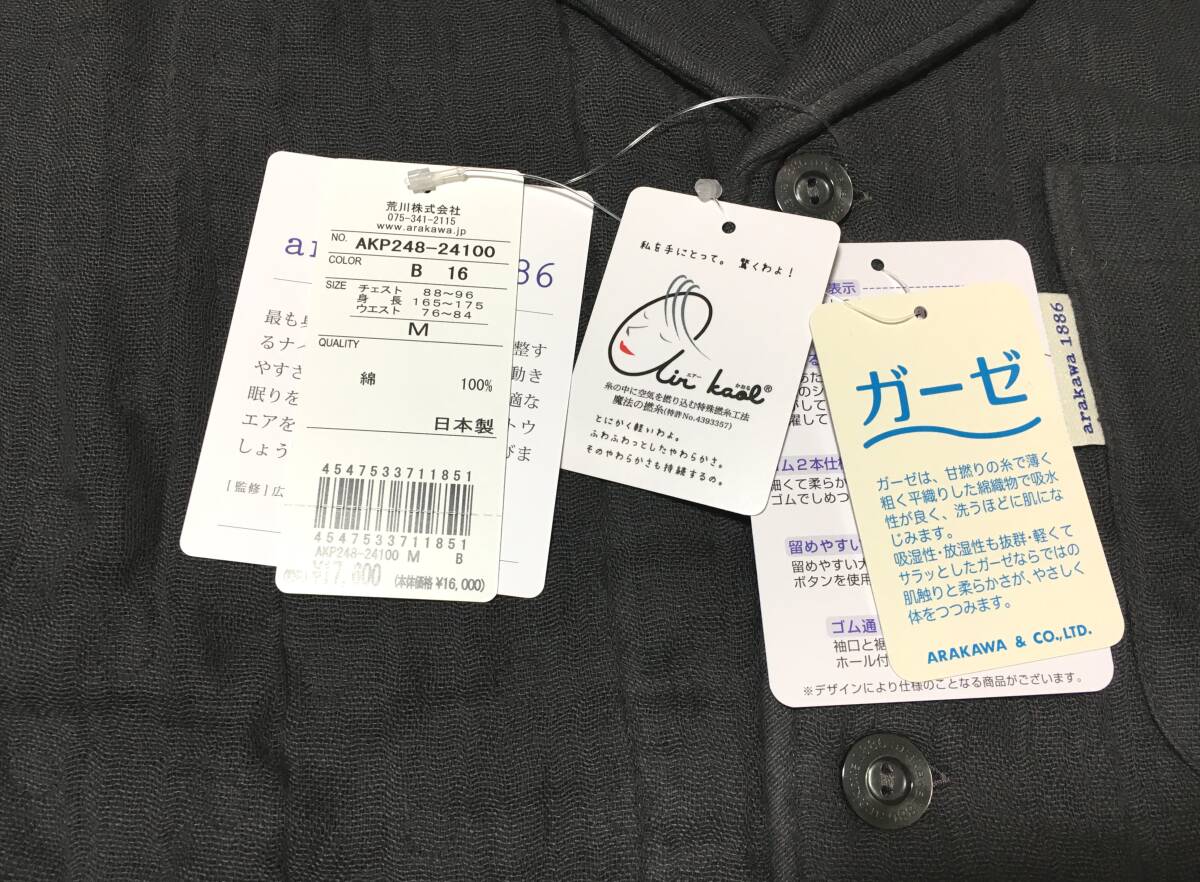 荒川株式会社
075-341-2115
www.arakawa.jp
NO. AKP248-24100
COLOR B 16
SIZE チェスト 88~96
身長 165~175
ウエスト 76~84
M
QUALITY
綿 100%
日本製
4547533711851
4547533711851
AKP248-24100 M B
¥17,600 (本体価格 ¥16,000)
ar
86
最も
るナ
整す
やすさ
動き
眠りを
適な
エアを
トウ
しょう
びま
[監修]広
私を手にとって。 驚くわよ!
Air kaol®
エアー
かおる
糸の中に空気を撚り込む特殊撚糸工法
魔法の撚糸(特許No.4393357)
とにかく軽いわよ。
ふわふわっとしたやわらかさ。
そのやわらかさも持続するの。
表示
ゴム2本仕様
細くて柔らか
ゴムでしめつ
留めやすい
留めやすい大
ボタンを使用
ゴム通
袖口と裾
ホール付
※デザインにより仕様のことなる商品がございます。
ガーゼ
ガーゼは、甘撚りの糸で薄く
粗く平織りした綿織物で吸水
性が良く、洗うほどに肌にな
じみます。
吸湿性・放湿性も抜群・軽くて
サラッとしたガーゼならではの
肌触りと柔らかさが、やさしく
体をつつみます。
ARAKAWA & CO.,LTD.
arakawa 1886